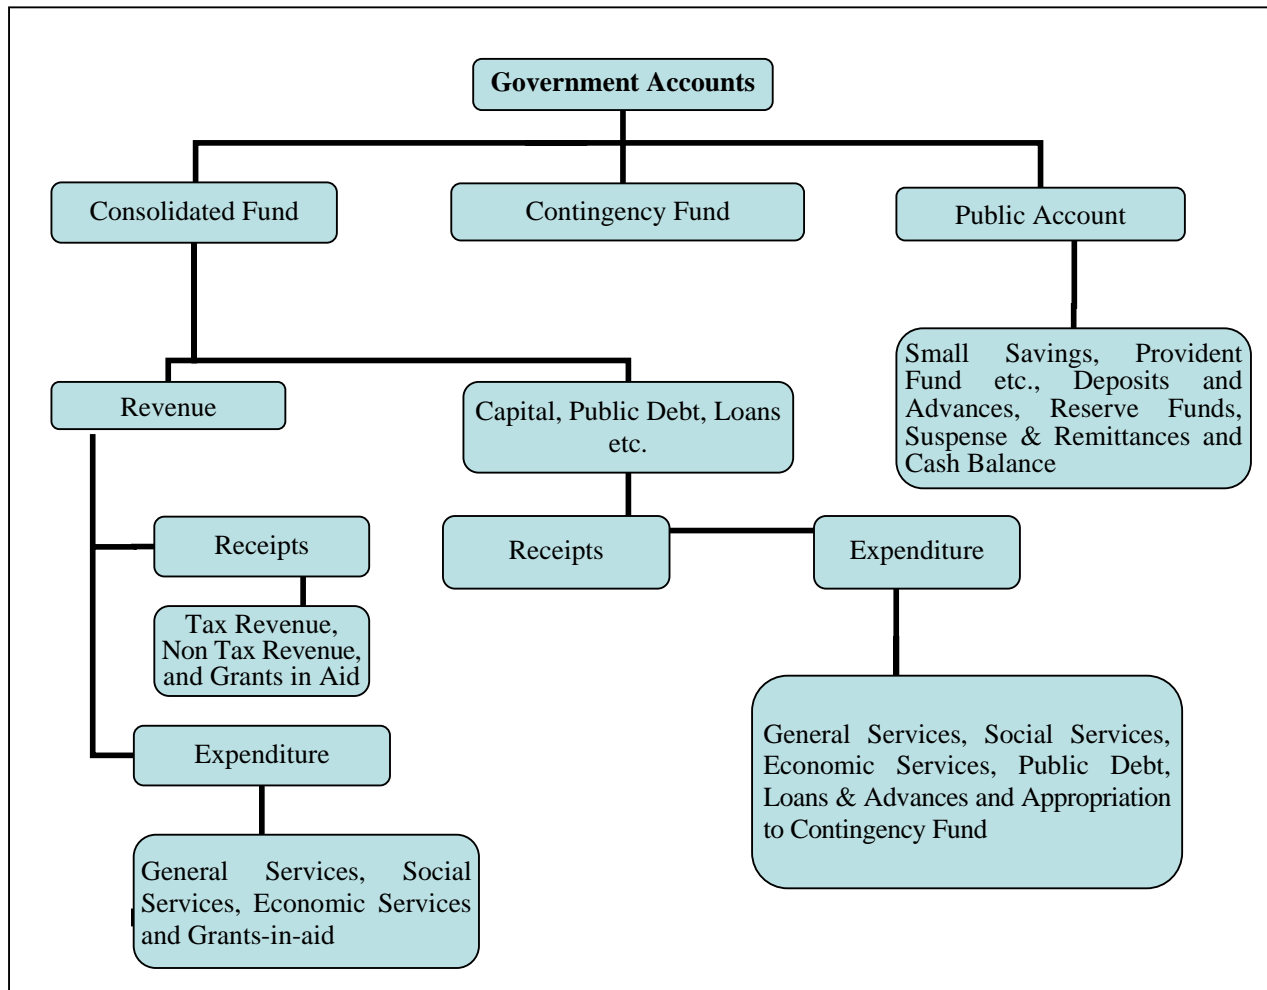 Government Accounts
Consolidated Fund
Contingency Fund
Public Account
Small Savings, Provident
Fund etc., Deposits and
Advances, Reserve Funds,
Suspense & Remittances and
Cash Balance
Revenue
Capital, Public Debt, Loans
etc.
Receipts
Receipts
Expenditure
Tax Revenue,
Non Tax Revenue,
and Grants in Aid
Expenditure
General Services, Social Services,
Economic Services, Public Debt,
Loans & Advances and Appropriation
to Contingency Fund
General Services, Social
Services, Economic Services
and Grants-in-aid